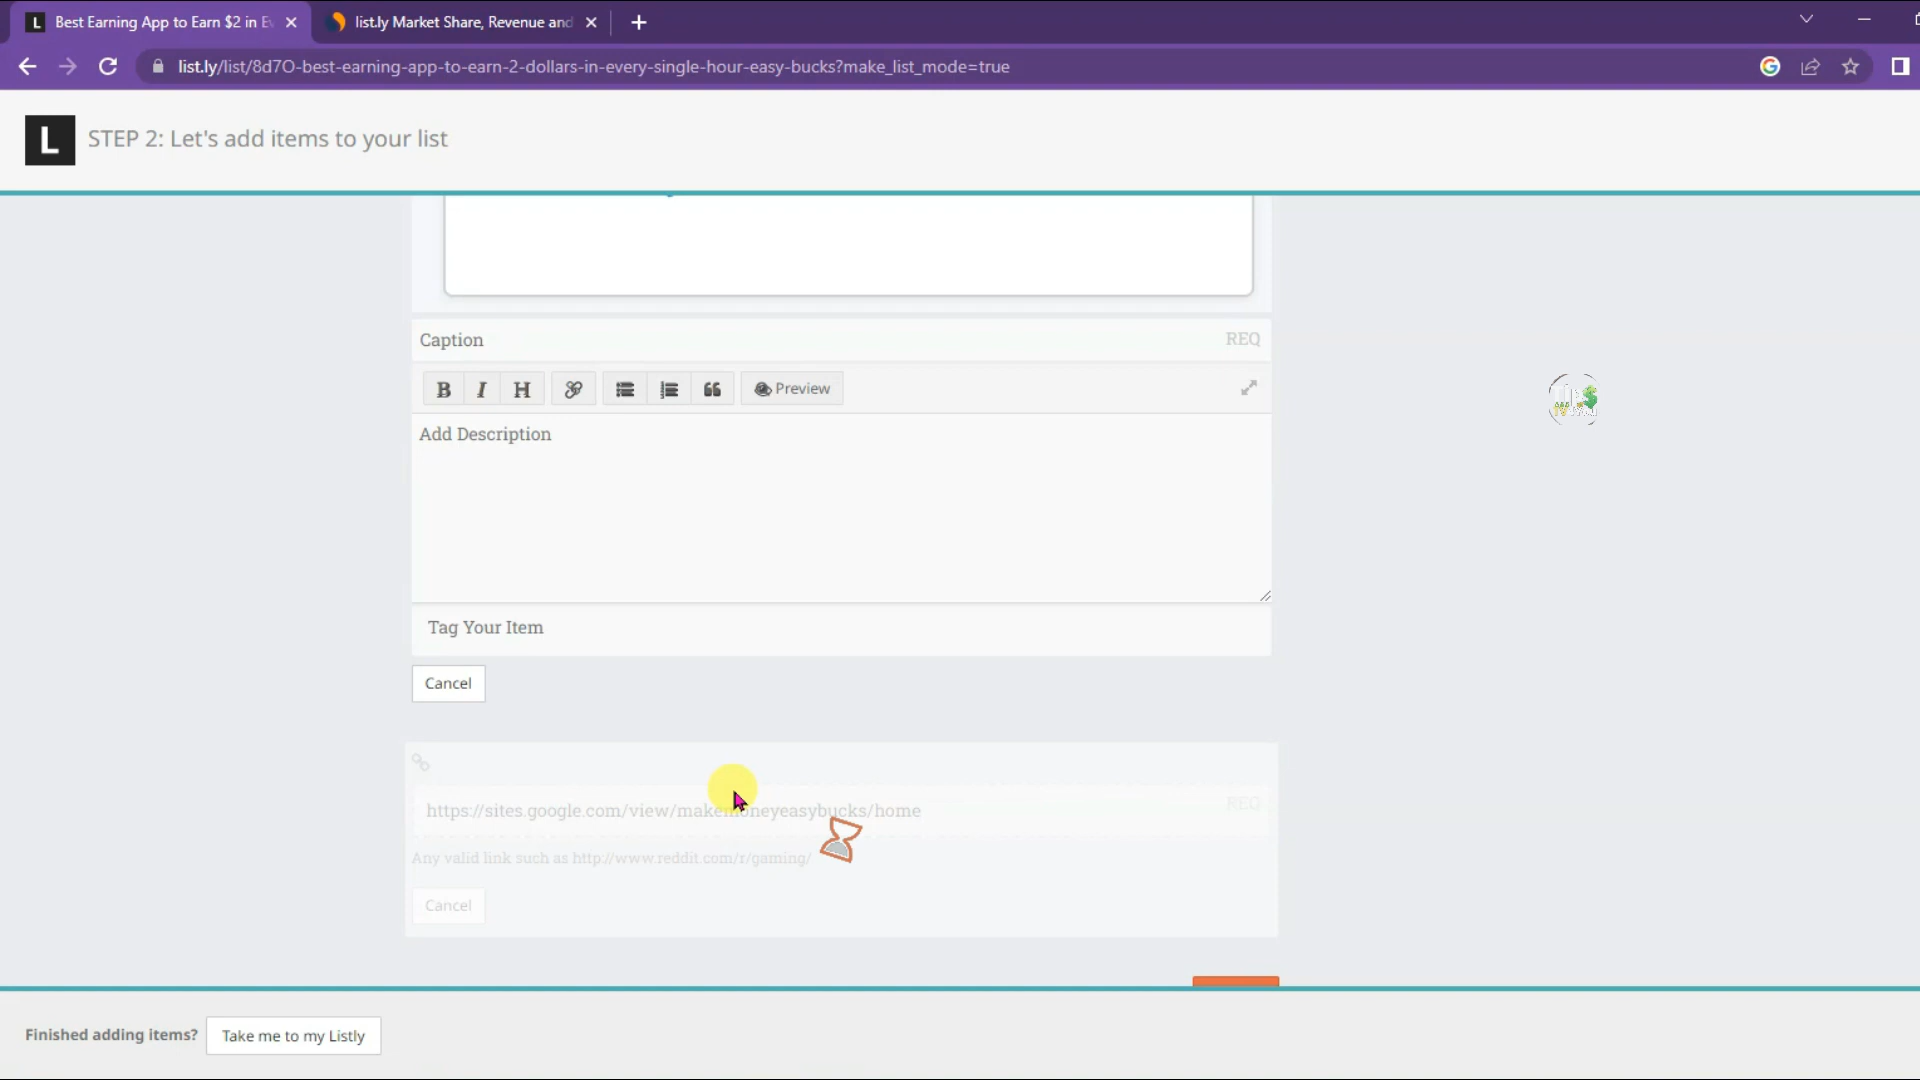 L Best Earning App to Earn $2 in Ev
list.ly Market Share, Revenue and
list.ly/list/8d7O-best-earning-app-to-earn-2-dollars-in-every-single-hour-easy-bucks?make_list_mode=true
L STEP 2: Let's add items to your list
Caption REQ
B I H Preview
Add Description
Tag Your Item
Cancel
https://sites.google.com/view/makemoneyeasybucks/home REQ
Any valid link such as http://www.reddit.com/r/gaming/
Cancel
Finished adding items? Take me to my Listly